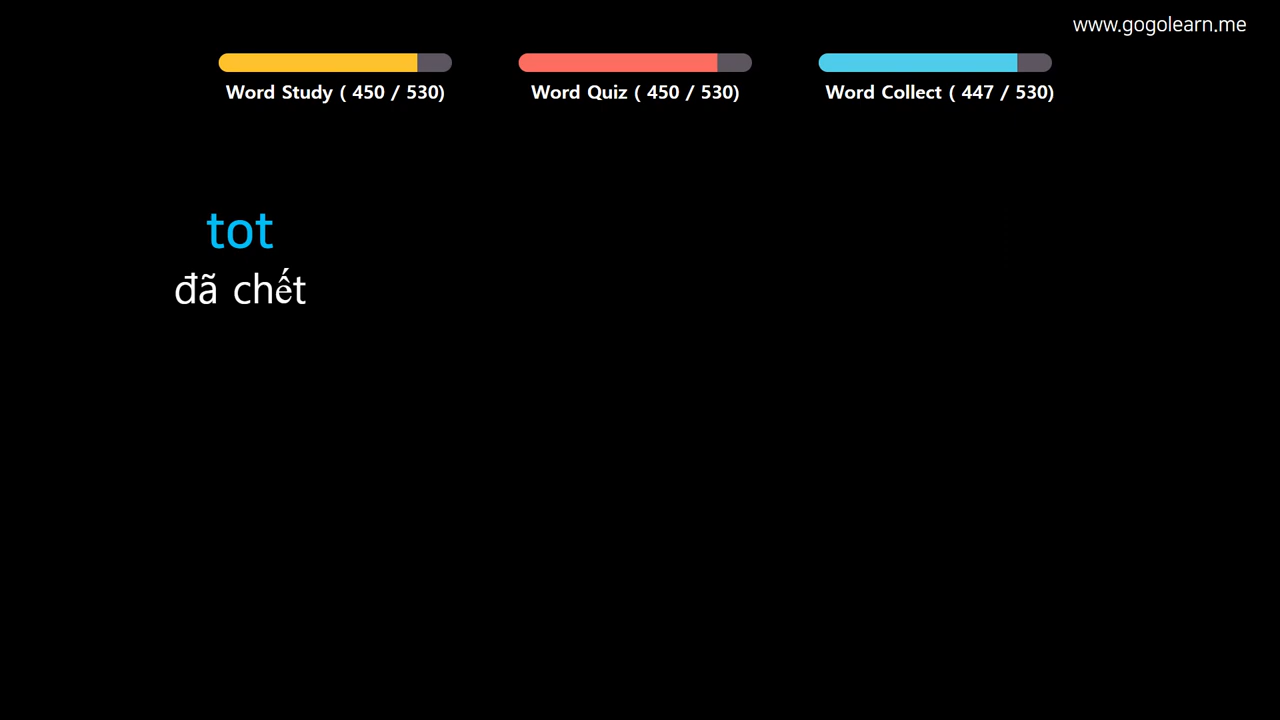 www.gogolearn.me
Word Study ( 450 / 530)
Word Quiz ( 450 / 530)
Word Collect ( 447 / 530)
tot
đã chết